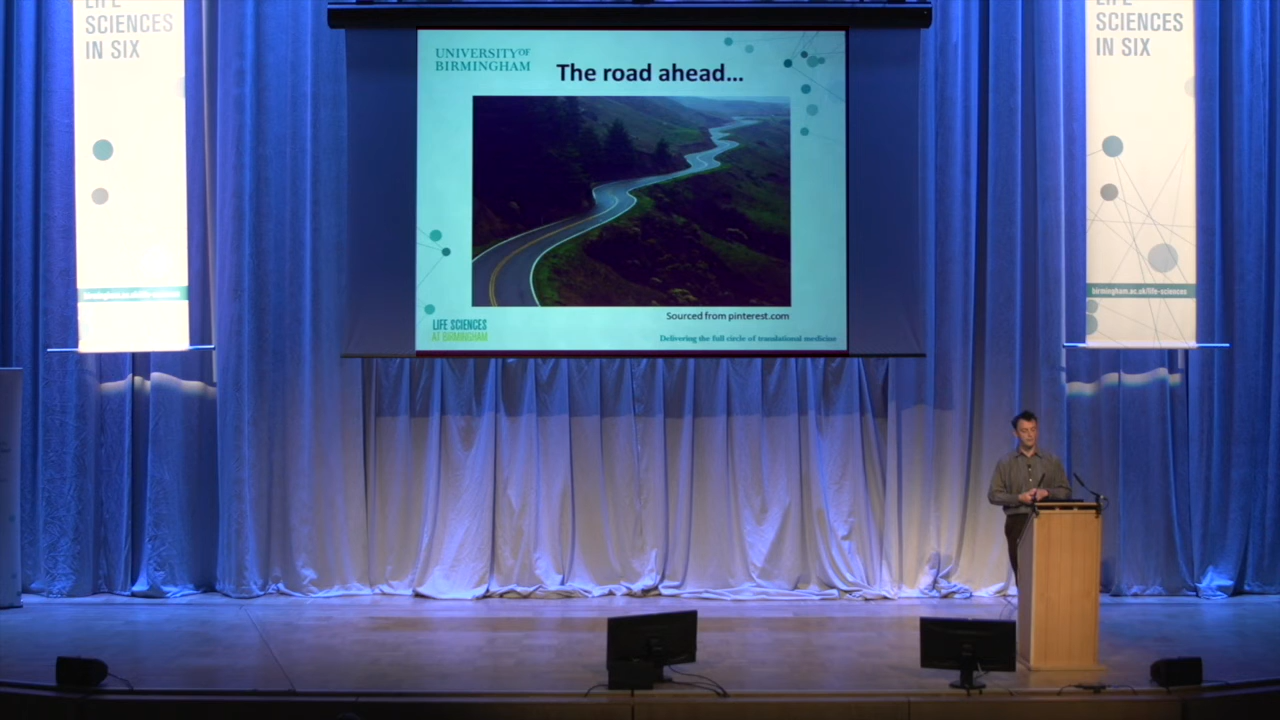 LIFE
SCIENCES
IN SIX
UNIVERSITY OF
BIRMINGHAM
The road ahead...
Sourced from pinterest.com
LIFE SCIENCES
AT BIRMINGHAM
Delivering the full circle of translational medicine
LIFE
SCIENCES
IN SIX
birmingham.ac.uk/life-sciences